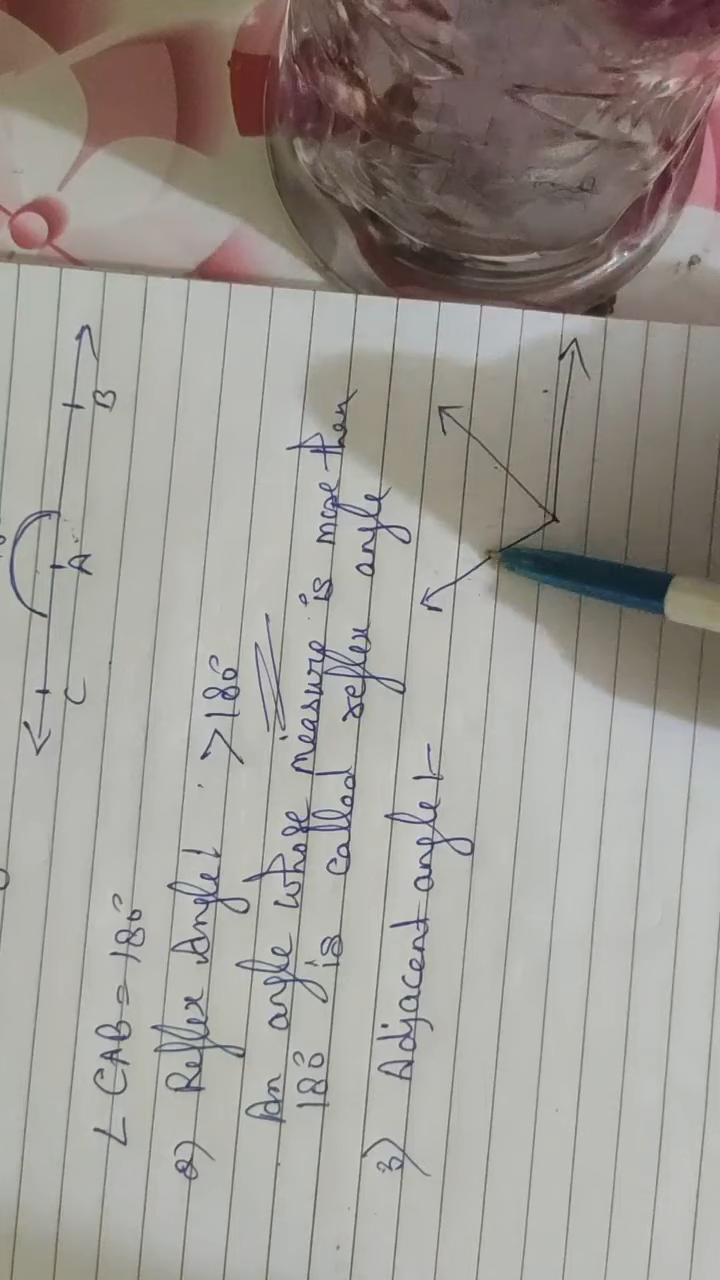 C A B
∠ CAB = 180°
2) Reflex Angle :- >180°
An angle whose measure is more then
180° is called reflex angle
3) Adjacent angle :-